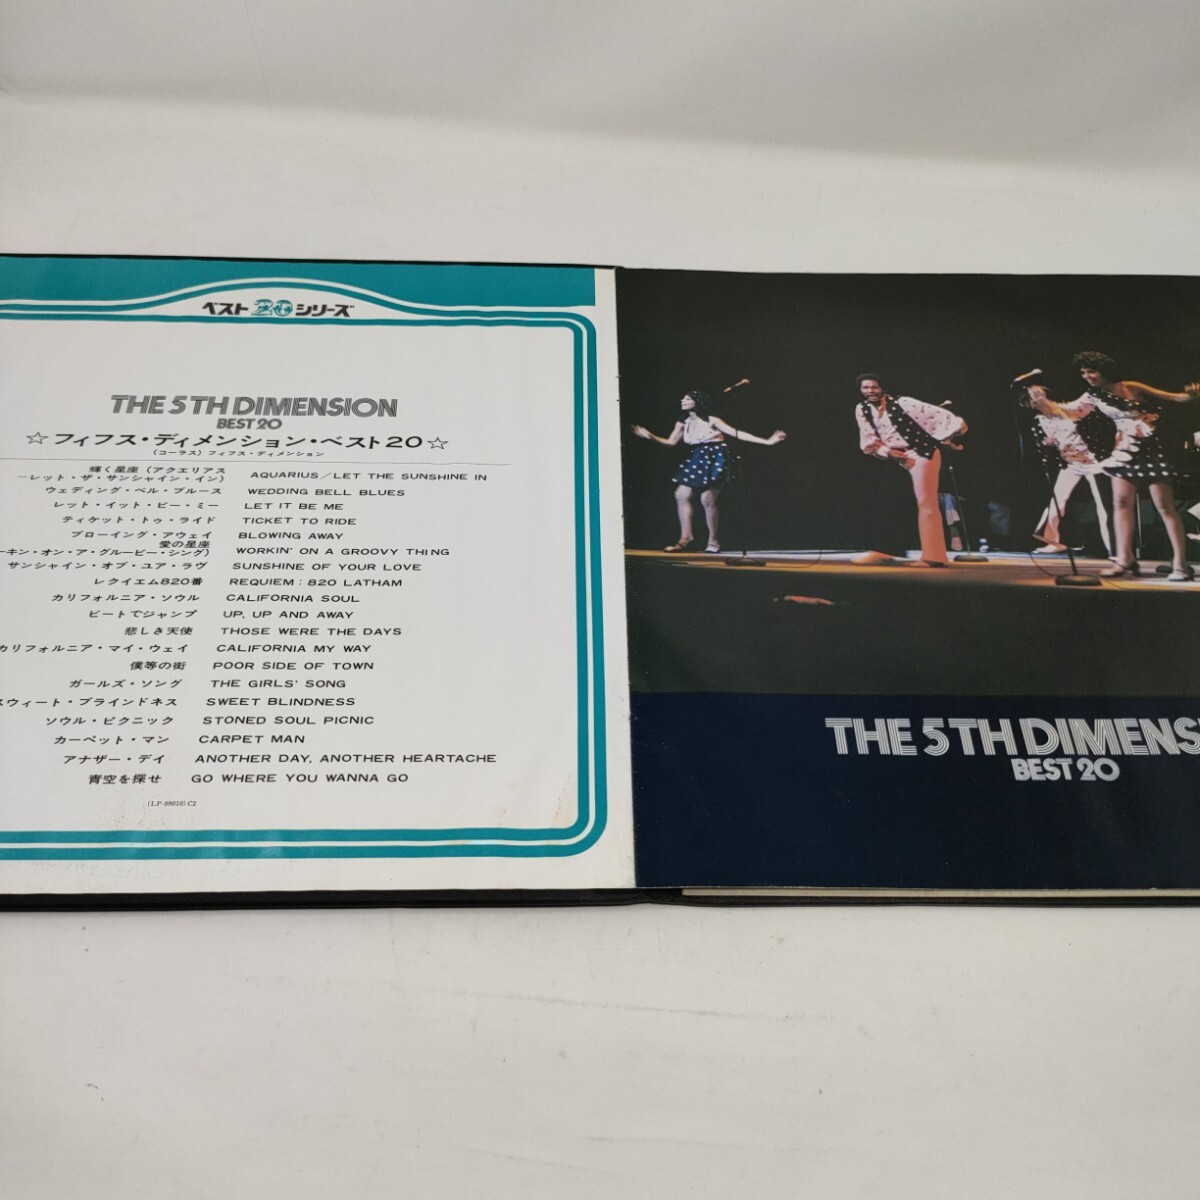 ベスト20シリーズ
THE 5TH DIMENSION
BEST 20
☆フィフス・ディメンション・ベスト20☆
(コーラス) フィフス・ディメンション
輝く星座 (アクエリアス
ーレット・ザ・サンシャイン・イン) AQUARIUS/LET THE SUNSHINE IN
ウェディング・ベル・ブルース WEDDING BELL BLUES
レット・イット・ビー・ミー LET IT BE ME
ティケット・トゥ・ライド TICKET TO RIDE
ブローイング・アウェイ BLOWING AWAY
愛の星座
ーキン・オン・ア・グルービー・シング) WORKIN' ON A GROOVY THING
サンシャイン・オブ・ユア・ラヴ SUNSHINE OF YOUR LOVE
レクイエム820番 REQUIEM: 820 LATHAM
カリフォルニア・ソウル CALIFORNIA SOUL
ビートでジャンプ UP, UP AND AWAY
悲しき天使 THOSE WERE THE DAYS
カリフォルニア・マイ・ウェイ CALIFORNIA MY WAY
僕等の街 POOR SIDE OF TOWN
ガールズ・ソング THE GIRLS' SONG
スウィート・ブラインドネス SWEET BLINDNESS
ソウル・ピクニック STONED SOUL PICNIC
カーペット・マン CARPET MAN
アナザー・デイ ANOTHER DAY, ANOTHER HEARTACHE
青空を探せ GO WHERE YOU WANNA GO
(LP-99010) C2
THE 5TH DIMENS
BEST 20